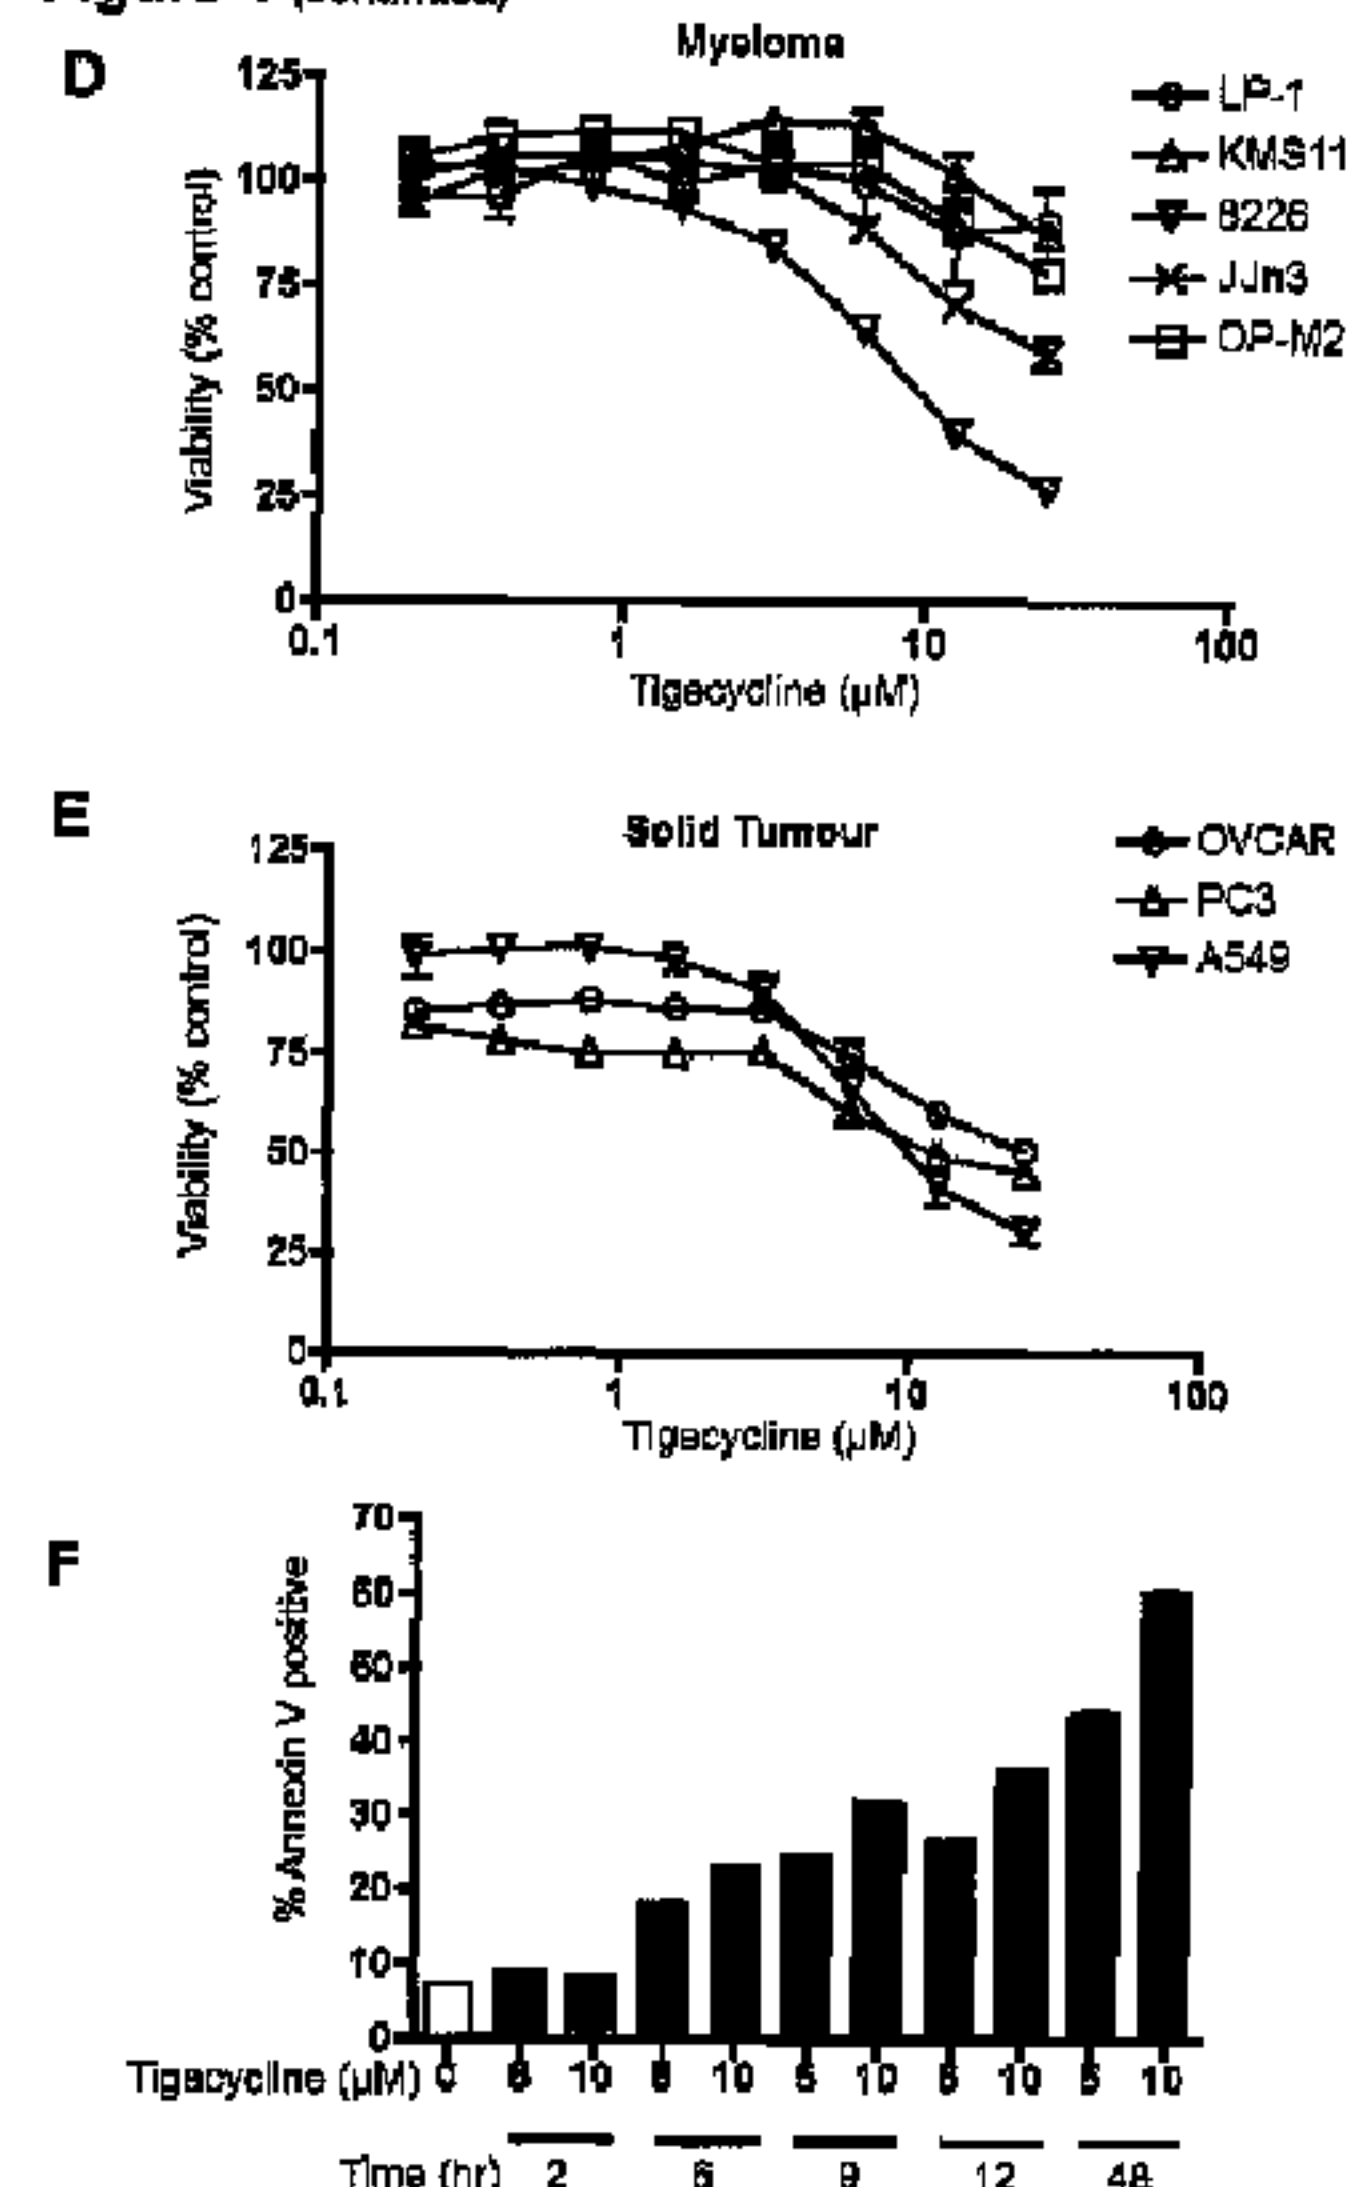 D
Myeloma
125
100
75
50
25
0
Viability (% control)
0.1 1 10 100
Tigecycline (µM)
LP-1
KMS11
8226
JJn3
OP-M2
E
Solid Tumour
125
100
75
50
25
0
Viability (% control)
0.1 1 10 100
Tigecycline (µM)
OVCAR
PC3
A549
F
70
60
50
40
30
20
10
0
% Annexin V positive
Tigecycline (µM) 0 5 10 5 10 5 10 5 10 5 10
Time (hr) 2 6 9 12 48